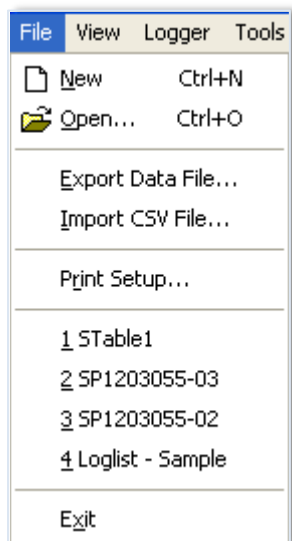 File View Logger Tools
New Ctrl+N
Open... Ctrl+O
Export Data File...
Import CSV File...
Print Setup...
1 STable1
2 SP1203055-03
3 SP1203055-02
4 Loglist - Sample
Exit